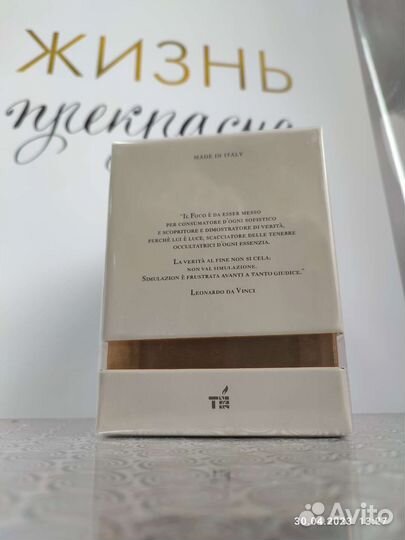 ЖИЗНЬ
прекрасна
MADE IN ITALY
"IL FUCO È DA ESSER MESSO
PER CONSUMATORE D'OGNI SOFISTICO
E SCOPRITORE E DIMOSTRATORE DI VERITÀ,
PERCHÉ LUI È LUCE, SCACCIATORE DELLE TENEBRE
OCCULTATRICI D'OGNI ESSENZIA.
LA VERITÀ AL FINE NON SI CELA;
NON VAL SIMULAZIONE.
SIMULAZION È FRUSTRATA AVANTI A TANTO GIUDICE."
LEONARDO DA VINCI
30.04.2023 13:27
Avito